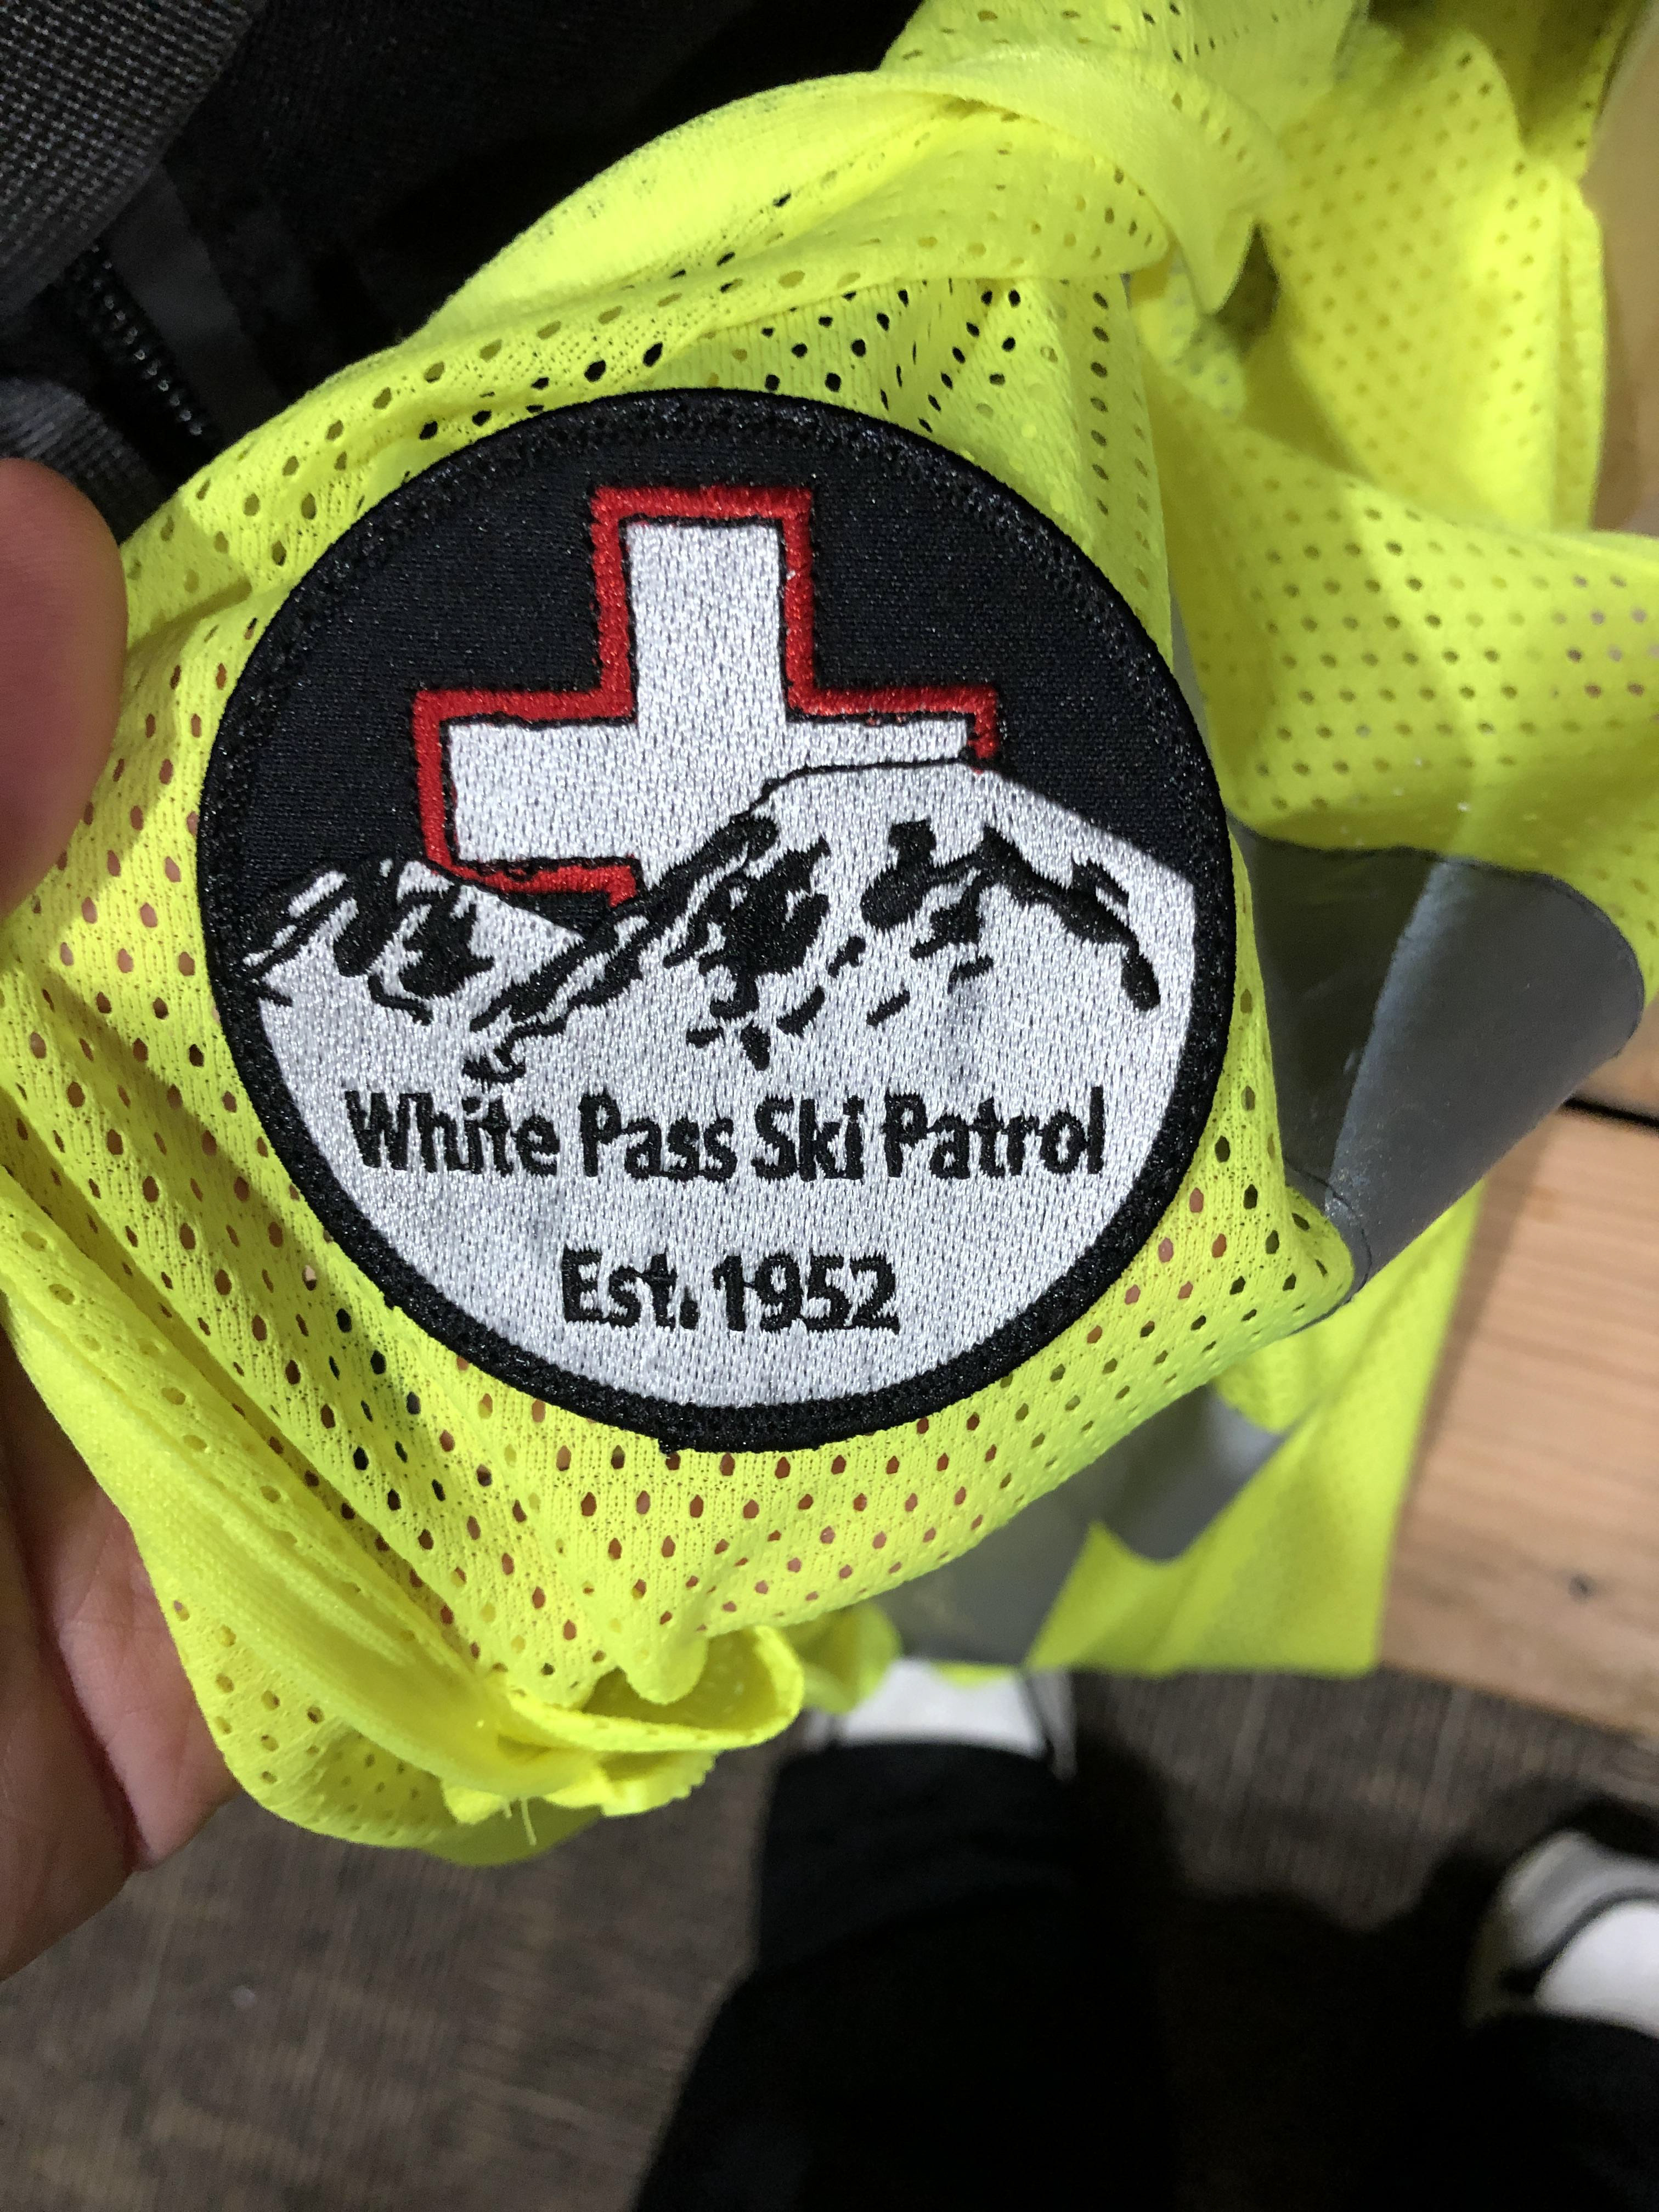 White Pass Ski Patrol
Est. 1952